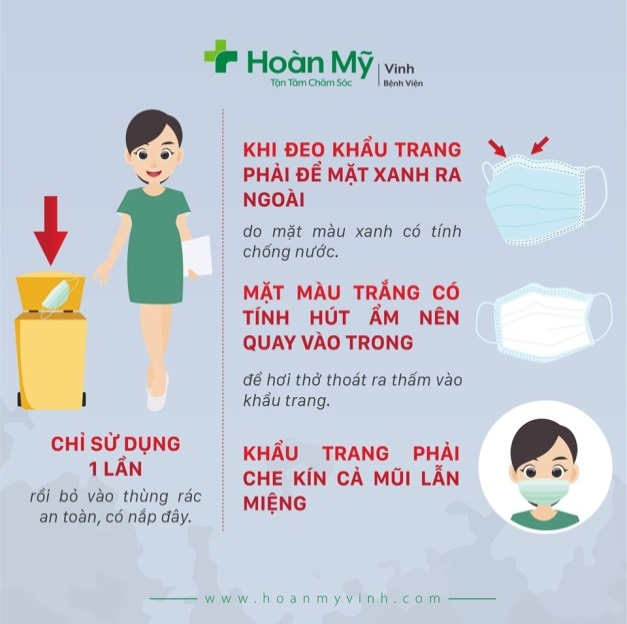 Hoàn Mỹ
Tận Tâm Chăm Sóc
Vinh
Bệnh Viện
KHI ĐEO KHẨU TRANG
PHẢI ĐỂ MẶT XANH RA
NGOÀI
do mặt màu xanh có tính
chống nước.
MẶT MÀU TRẮNG CÓ
TÍNH HÚT ẨM NÊN
QUAY VÀO TRONG
để hơi thở thoát ra thấm vào
khẩu trang.
KHẨU TRANG PHẢI
CHE KÍN CẢ MŨI LẪN
MIỆNG
CHỈ SỬ DỤNG
1 LẦN
rồi bỏ vào thùng rác
an toàn, có nắp đây.
www.hoanmyvinh.com